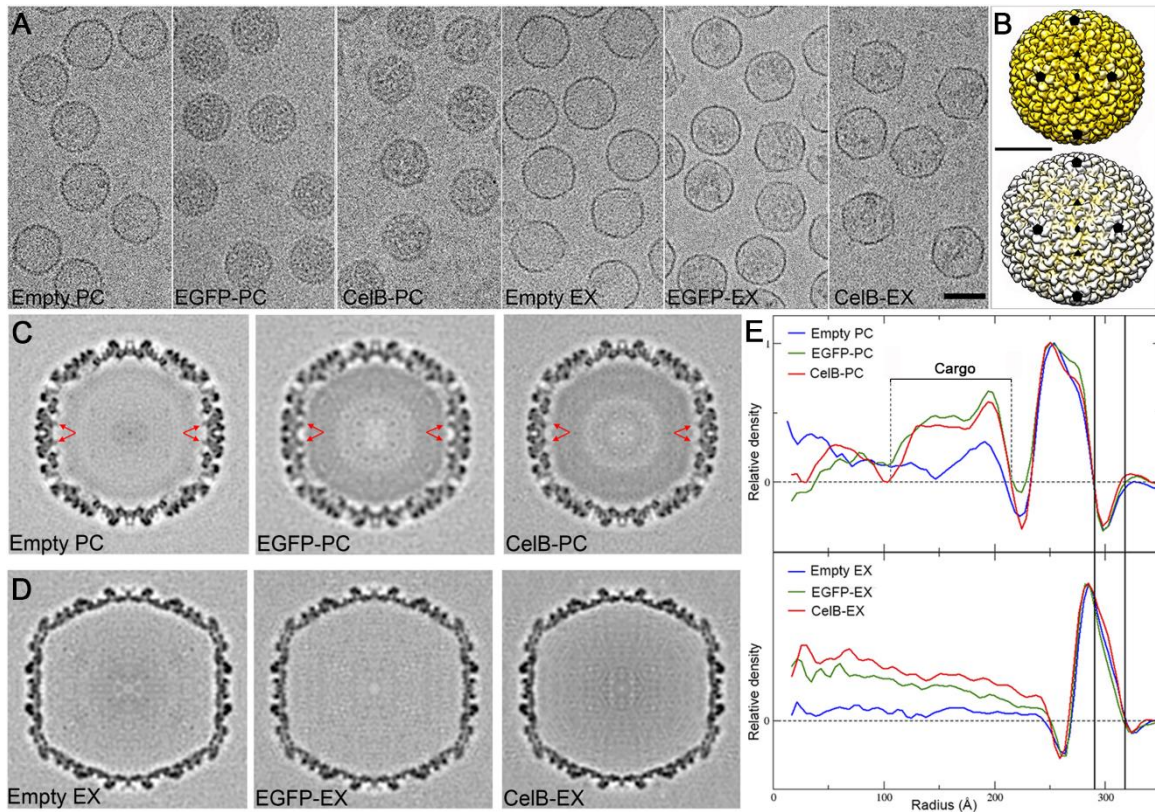 A
Empty PC
EGFP-PC
CelB-PC
Empty EX
EGFP-EX
CelB-EX
B
C
Empty PC
EGFP-PC
CelB-PC
D
Empty EX
EGFP-EX
CelB-EX
E
Empty PC
EGFP-PC
CelB-PC
Cargo
1
0
Relative density
Empty EX
EGFP-EX
CelB-EX
0
Relative density
0 100 200 300
Radius (Å)